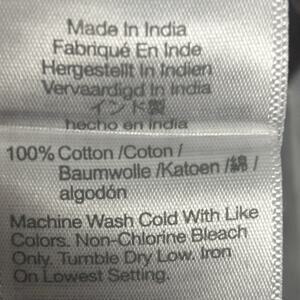 Made In India
Fabriqué En Inde
Hergestellt In Indien
Vervaardigd In India
インド製
hecho en india
100% Cotton /Coton /
Baumwolle /Katoen /綿 /
algodón
Machine Wash Cold With Like
Colors. Non-Chlorine Bleach
Only. Tumble Dry Low. Iron
On Lowest Setting.